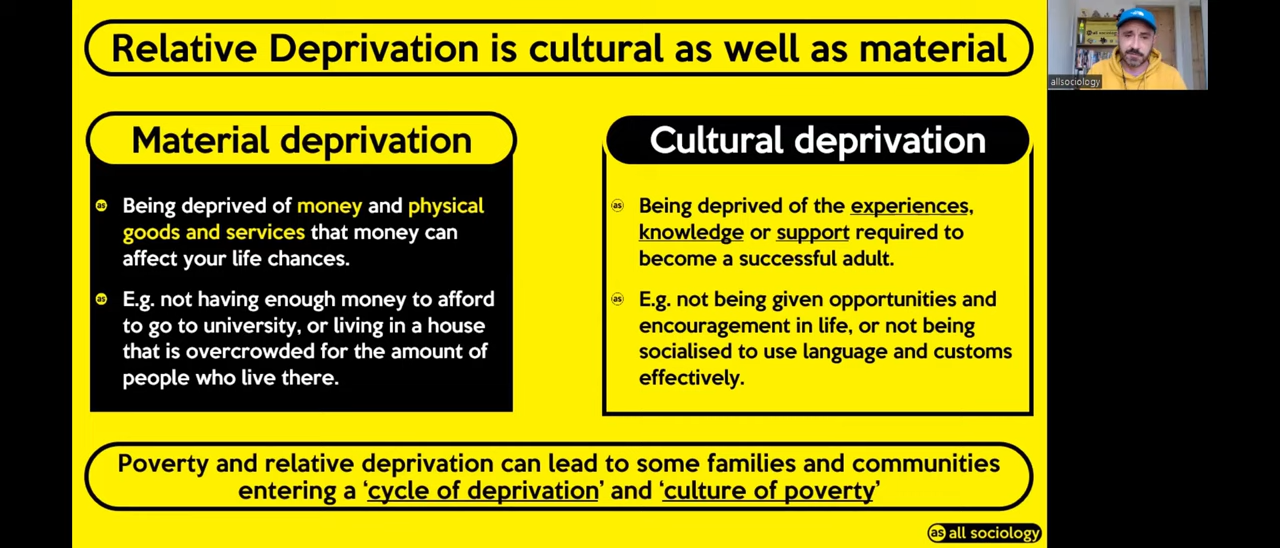 Relative Deprivation is cultural as well as material
allsociology
Material deprivation
as Being deprived of money and physical
goods and services that money can
affect your life chances.
as E.g. not having enough money to afford
to go to university, or living in a house
that is overcrowded for the amount of
people who live there.
Cultural deprivation
as Being deprived of the experiences,
knowledge or support required to
become a successful adult.
as E.g. not being given opportunities and
encouragement in life, or not being
socialised to use language and customs
effectively.
Poverty and relative deprivation can lead to some families and communities
entering a ‘cycle of deprivation’ and ‘culture of poverty’
as all sociology